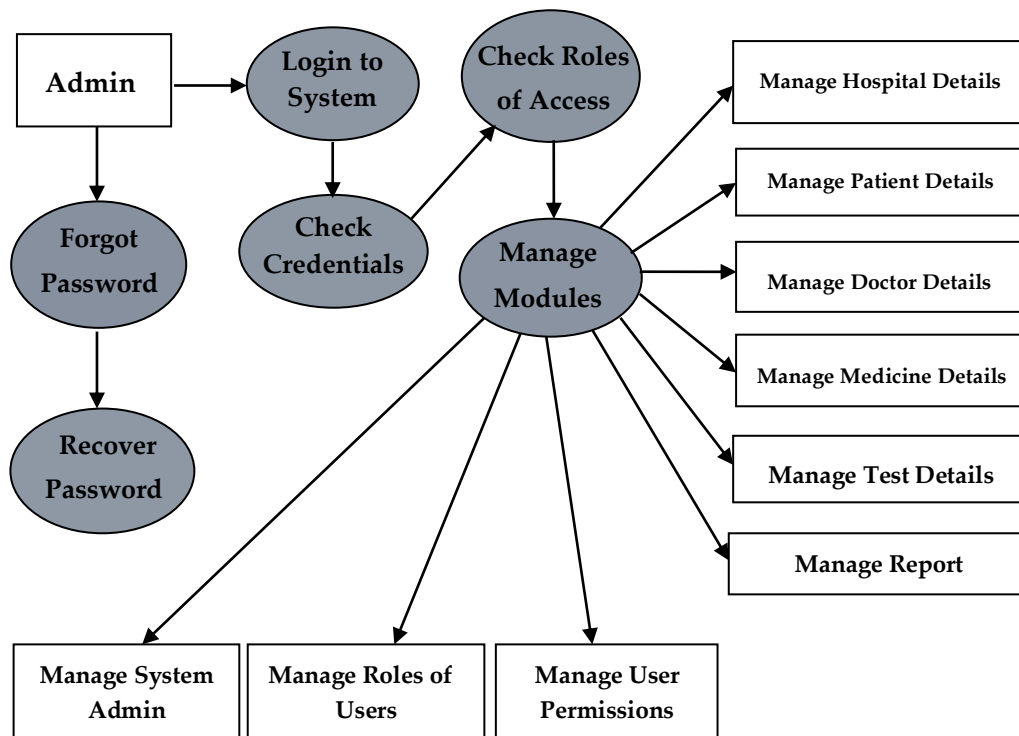 Admin
Login to
System
Check Roles
of Access
Manage Hospital Details
Manage Patient Details
Forgot
Password
Check
Credentials
Manage
Modules
Manage Doctor Details
Manage Medicine Details
Recover
Password
Manage Test Details
Manage Report
Manage System
Admin
Manage Roles of
Users
Manage User
Permissions